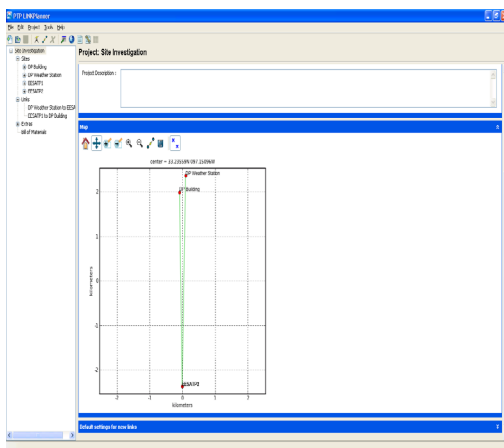 PTP LINKPlanner
File Edit Project Tools Help
Site Investigation
Sites
DP Building
DP Weather Station
EESATP1
EESATP2
Links
DP Weather Station to EESA
EESATP1 to DP Building
Extras
Bill of Materials
Project: Site Investigation
Project Description :
Map
DP Weather Station
DP Building
2
1
0
-1
-2
kilometers
-2 -1 0 1 2
kilometers
Default settings for new links